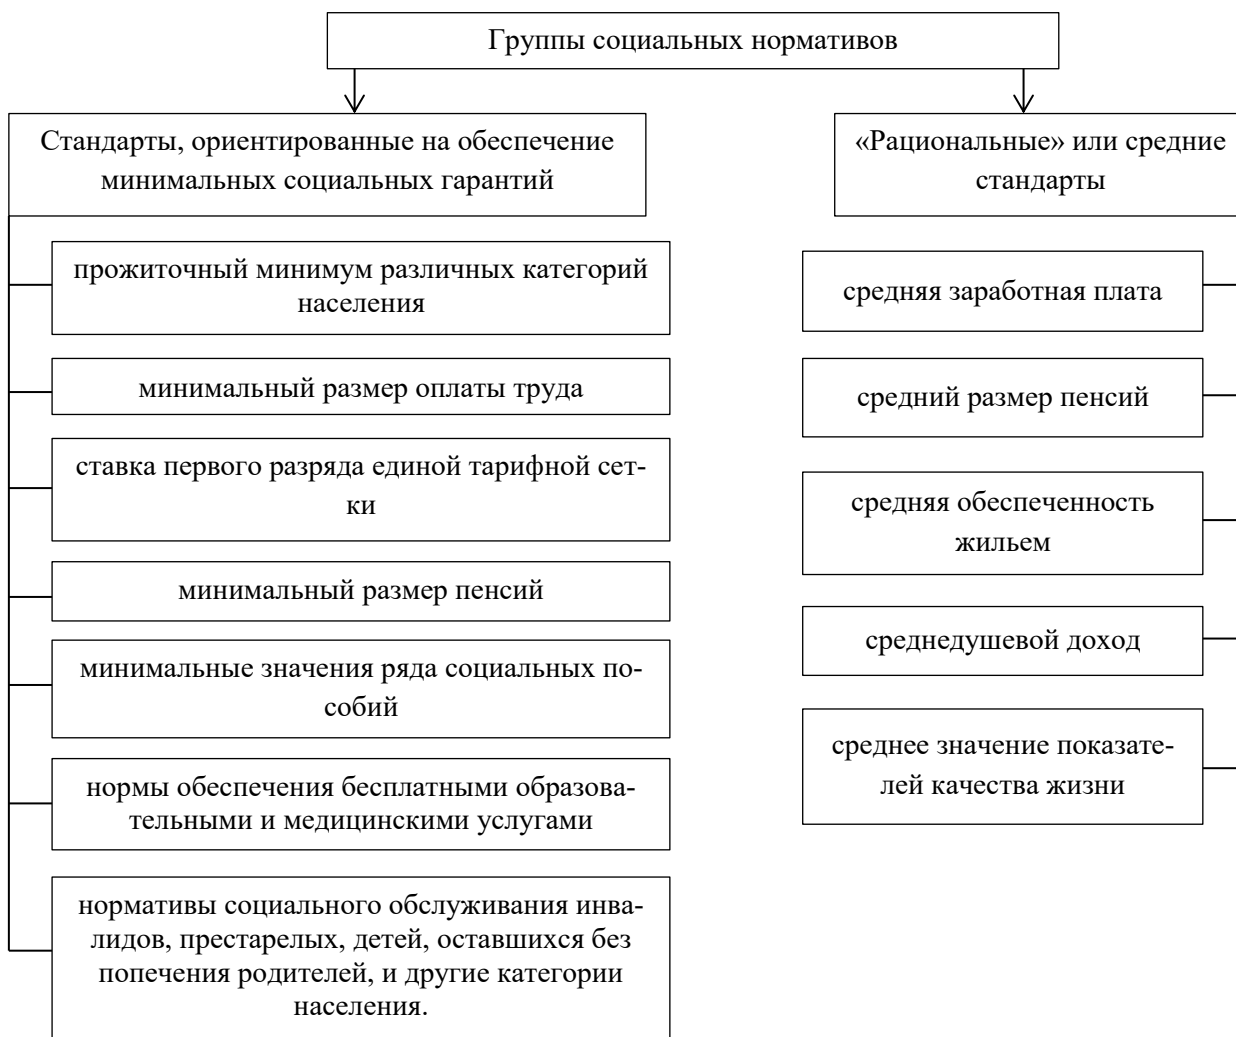 Группы социальных нормативов
Стандарты, ориентированные на обеспечение
минимальных социальных гарантий
прожиточный минимум различных категорий
населения
минимальный размер оплаты труда
ставка первого разряда единой тарифной сет-
ки
минимальный размер пенсий
минимальные значения ряда социальных по-
собий
нормы обеспечения бесплатными образова-
тельными и медицинскими услугами
нормативы социального обслуживания инва-
лидов, престарелых, детей, оставшихся без
попечения родителей, и другие категории
населения.
«Рациональные» или средние
стандарты
средняя заработная плата
средний размер пенсий
средняя обеспеченность
жильем
среднедушевой доход
среднее значение показате-
лей качества жизни